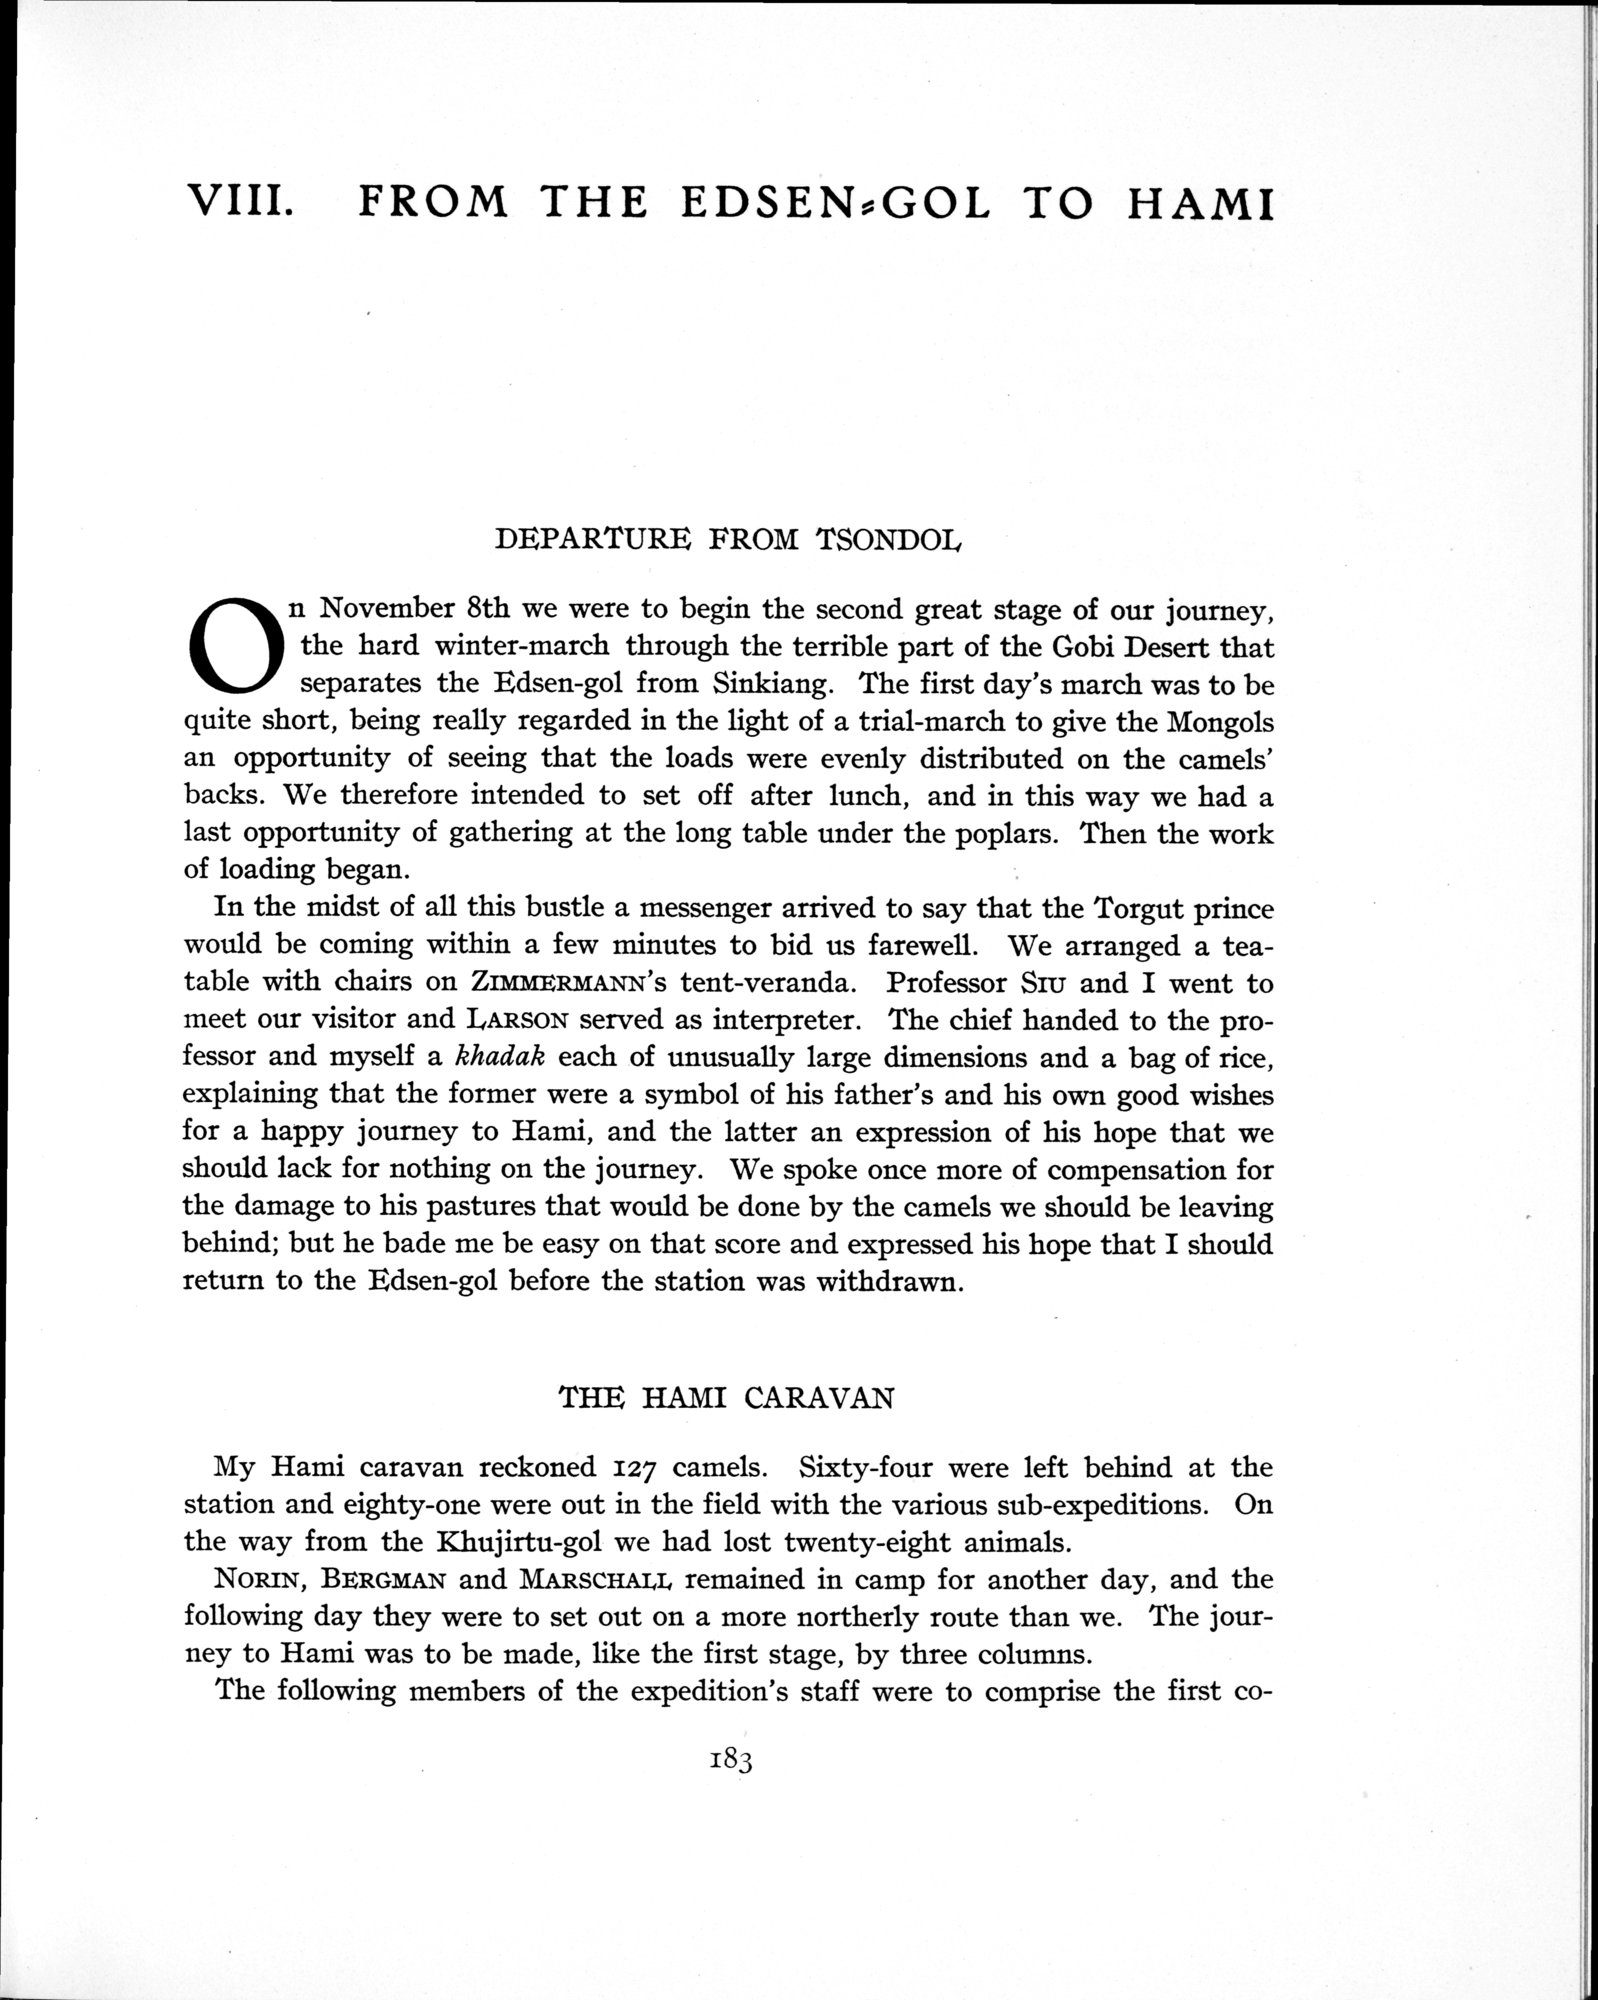 VIII. FROM THE EDSEN-GOL TO HAMI
DEPARTURE FROM TSONDOL
On November 8th we were to begin the second great stage of our journey,
the hard winter-march through the terrible part of the Gobi Desert that
separates the Edsen-gol from Sinkiang. The first day's march was to be
quite short, being really regarded in the light of a trial-march to give the Mongols
an opportunity of seeing that the loads were evenly distributed on the camels'
backs. We therefore intended to set off after lunch, and in this way we had a
last opportunity of gathering at the long table under the poplars. Then the work
of loading began.
In the midst of all this bustle a messenger arrived to say that the Torgut prince
would be coming within a few minutes to bid us farewell. We arranged a tea-
table with chairs on ZIMMERMANN's tent-veranda. Professor SIU and I went to
meet our visitor and LARSON served as interpreter. The chief handed to the pro-
fessor and myself a khadak each of unusually large dimensions and a bag of rice,
explaining that the former were a symbol of his father's and his own good wishes
for a happy journey to Hami, and the latter an expression of his hope that we
should lack for nothing on the journey. We spoke once more of compensation for
the damage to his pastures that would be done by the camels we should be leaving
behind; but he bade me be easy on that score and expressed his hope that I should
return to the Edsen-gol before the station was withdrawn.
THE HAMI CARAVAN
My Hami caravan reckoned 127 camels. Sixty-four were left behind at the
station and eighty-one were out in the field with the various sub-expeditions. On
the way from the Khujirtu-gol we had lost twenty-eight animals.
NORIN, BERGMAN and MARSCHALL remained in camp for another day, and the
following day they were to set out on a more northerly route than we. The jour-
ney to Hami was to be made, like the first stage, by three columns.
The following members of the expedition's staff were to comprise the first co-
183